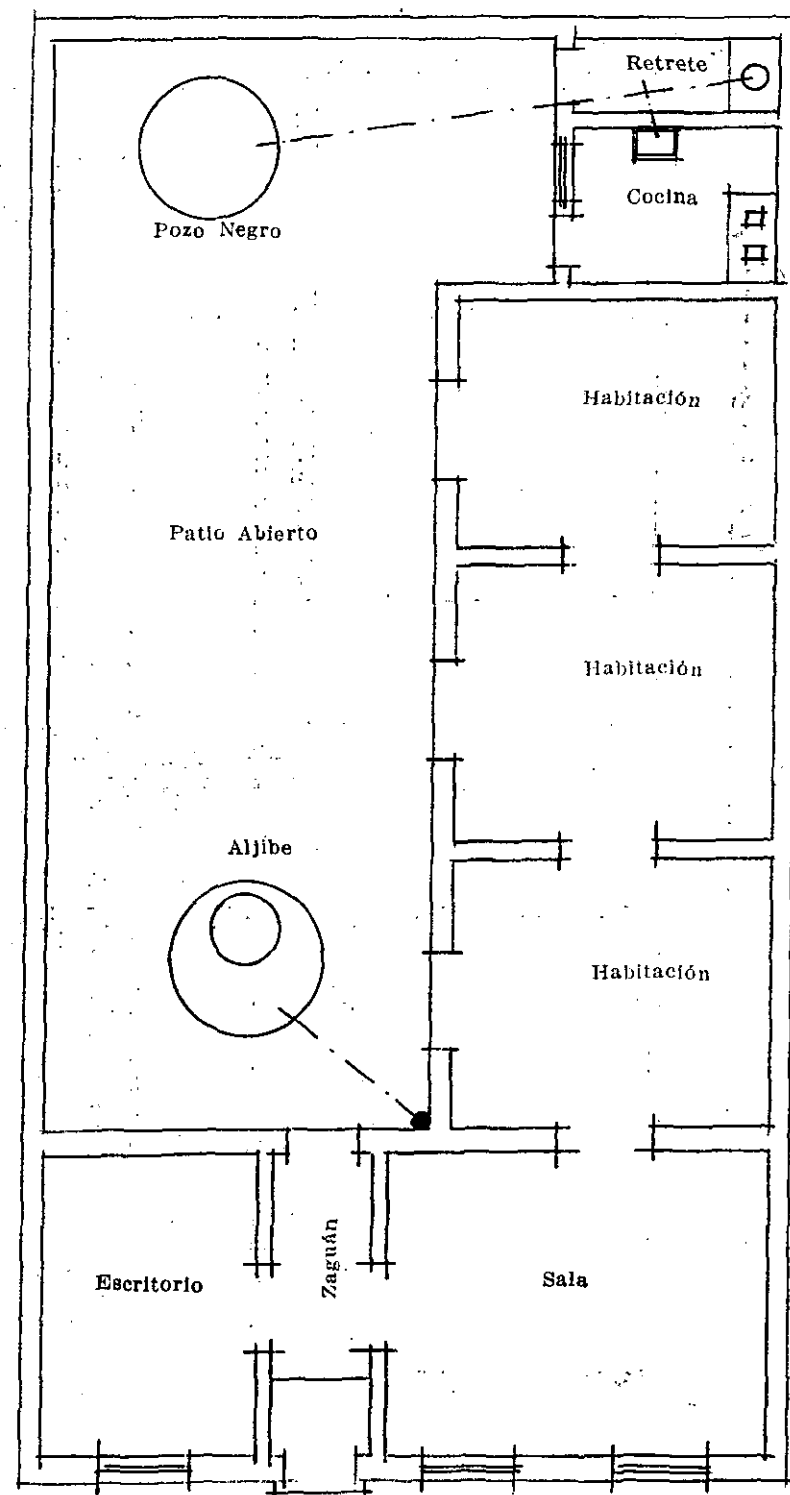 Retrete
Cocina
Pozo Negro
Habitación
Patio Abierto
Habitación
Aljibe
Habitación
Zaguán
Escritorio
Sala